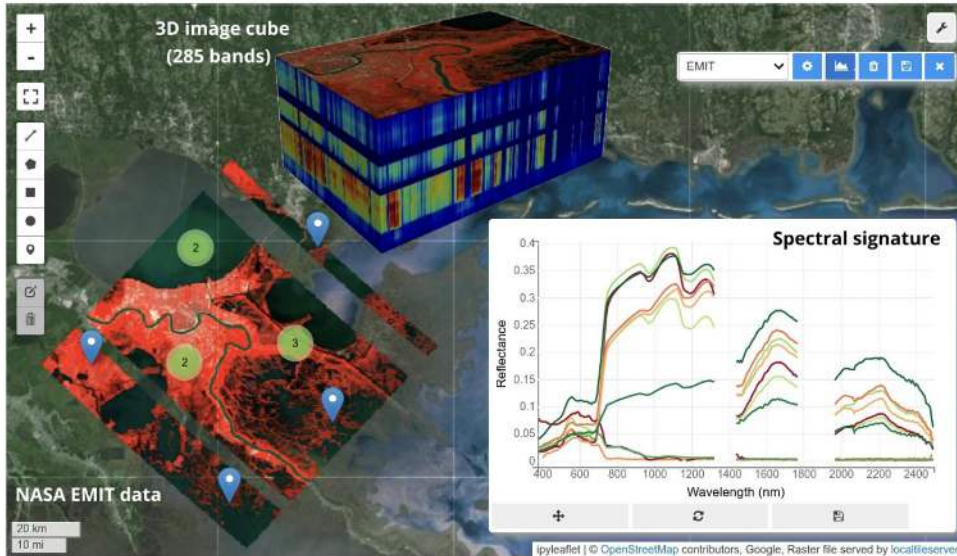 +
-
3D image cube
(285 bands)
EMIT
2
3
2
Spectral signature
0.4
0.35
0.3
0.25
0.2
0.15
0.1
0.05
0
Reflectance
400 600 800 1000 1200 1400 1600 1800 2000 2200 2400
Wavelength (nm)
NASA EMIT data
20 km
10 mi
ipyleaflet | © OpenStreetMap contributors, Google, Raster file served by localtileserver